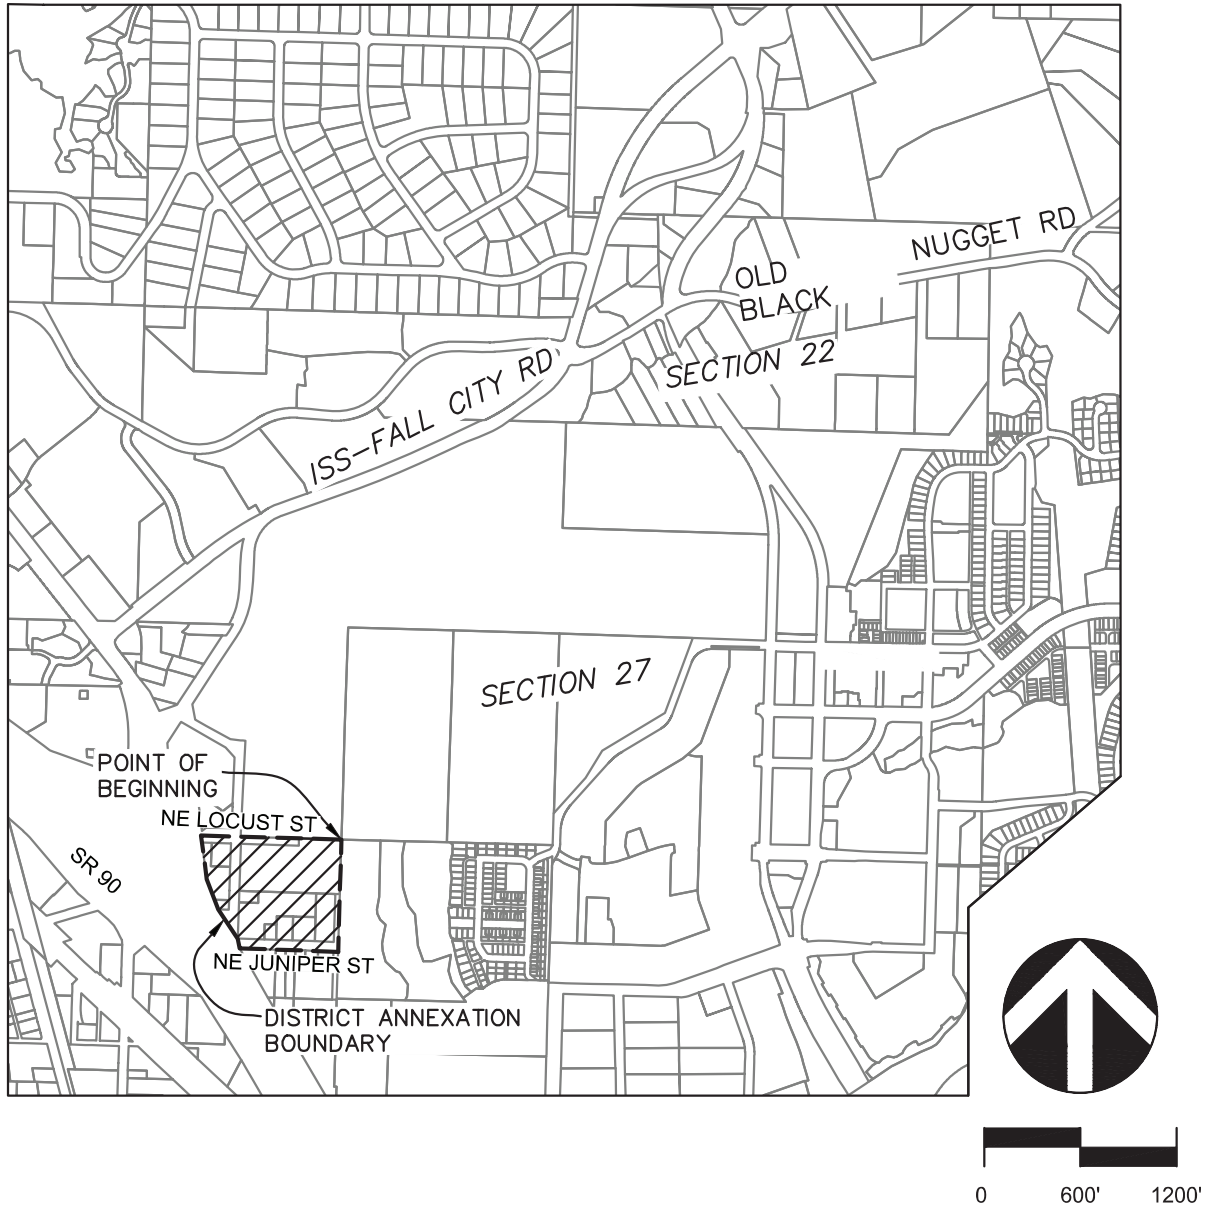 NUGGET RD
OLD
BLACK
SECTION 22
ISS-FALL CITY RD
SECTION 27
POINT OF
BEGINNING
NE LOCUST ST
SR 90
NE JUNIPER ST
DISTRICT ANNEXATION
BOUNDARY
0 600' 1200'